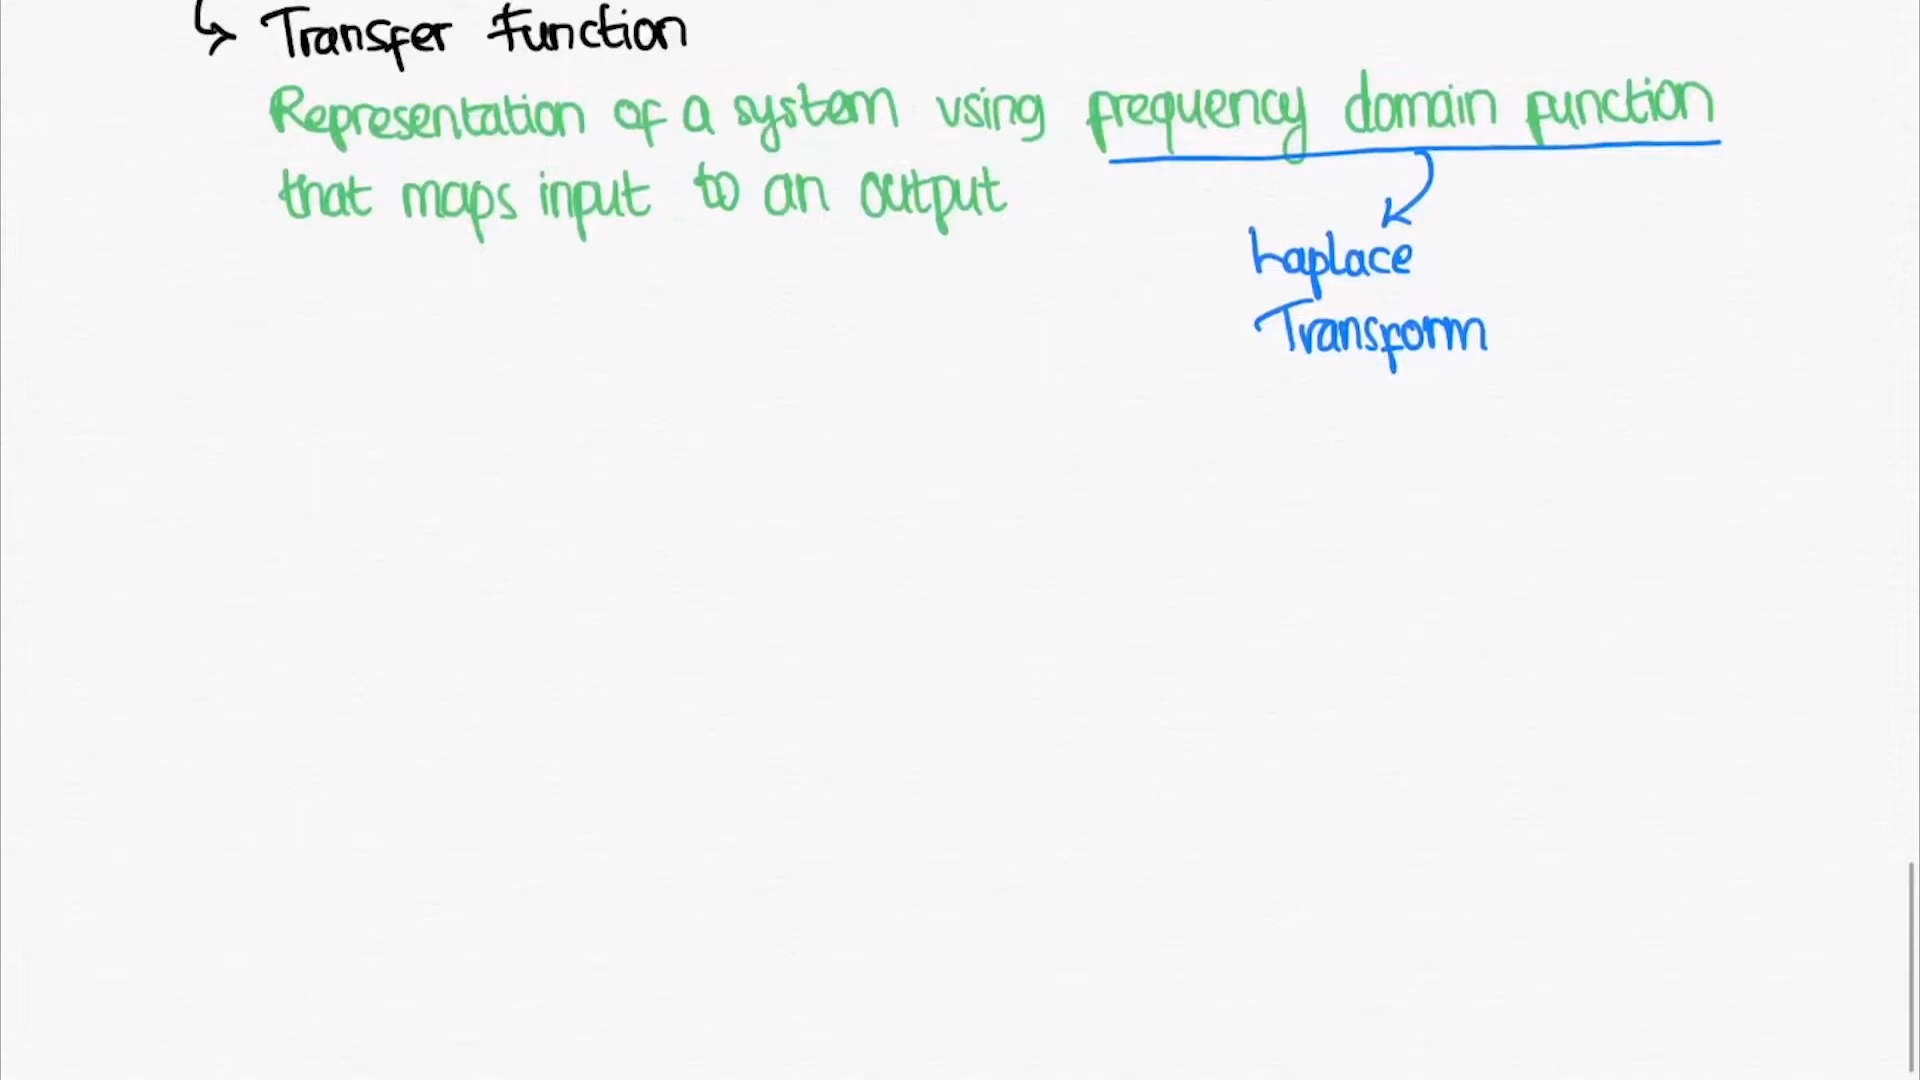 ↳ Transfer Function
Representation of a system using frequency domain function
that maps input to an output
Laplace
Transform